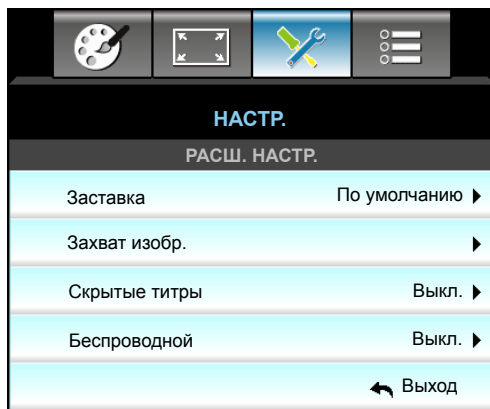 НАСТР.
РАСШ. НАСТР.
Заставка По умолчанию
Захват изобр.
Скрытые титры Выкл.
Беспроводной Выкл.
Выход